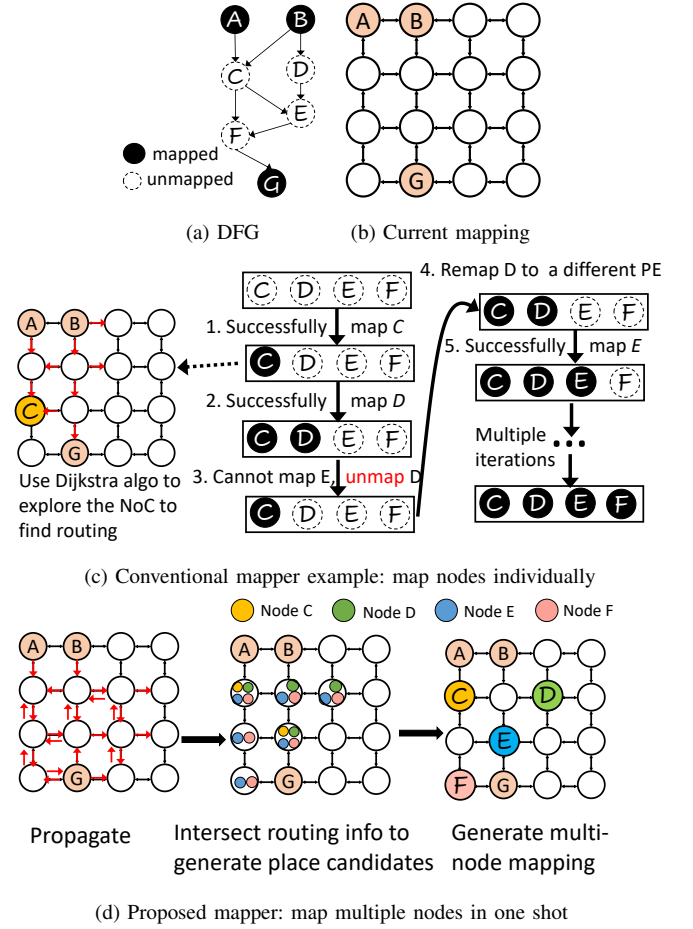 A B
C D
E
F
G
mapped
unmapped
A B
G
(a) DFG (b) Current mapping
A B
C
G
Use Dijkstra algo to
explore the NoC to
find routing
C D E F
1. Successfully map C
C D E F
2. Successfully map D
C D E F
3. Cannot map E, unmap D
C D E F
4. Remap D to a different PE
C D E F
5. Successfully map E
C D E F
Multiple
iterations
C D E F
(c) Conventional mapper example: map nodes individually
Node C Node D Node E Node F
A B
G
Propagate
A B
G
Intersect routing info to
generate place candidates
A B
C D
E
F G
Generate multi-
node mapping
(d) Proposed mapper: map multiple nodes in one shot